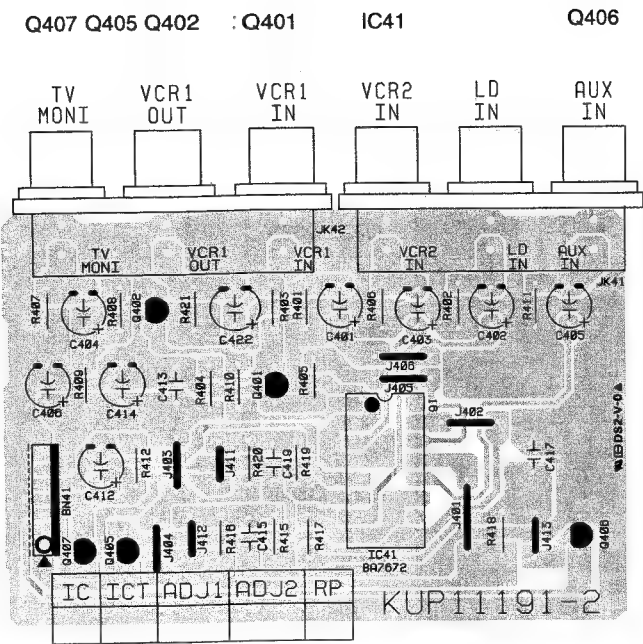 Q407 Q405 Q402 : Q401 IC41 Q406
TV MONI VCR1 OUT VCR1 IN VCR2 IN LD IN AUX IN
JK42
TV MONI VCR1 OUT VCR1 IN VCR2 IN LD IN AUX IN
JK41
R407 C404 R408 Q402 R421 C422 R403 R401 C401 R406 C403 R402 C402 R411 C405
J406
C406 R409 C414 C413 R404 R410 Q401 R405 J405
16
J402
BN41 C412 R412 J403 J411 R420 C419 R419 C417
Q407 Q405 J404 J412 R416 C415 R415 R417 J401 R418 J413 Q406
IC41
BA7672
IC ICT ADJ1 ADJ2 RP
KUP11191-2